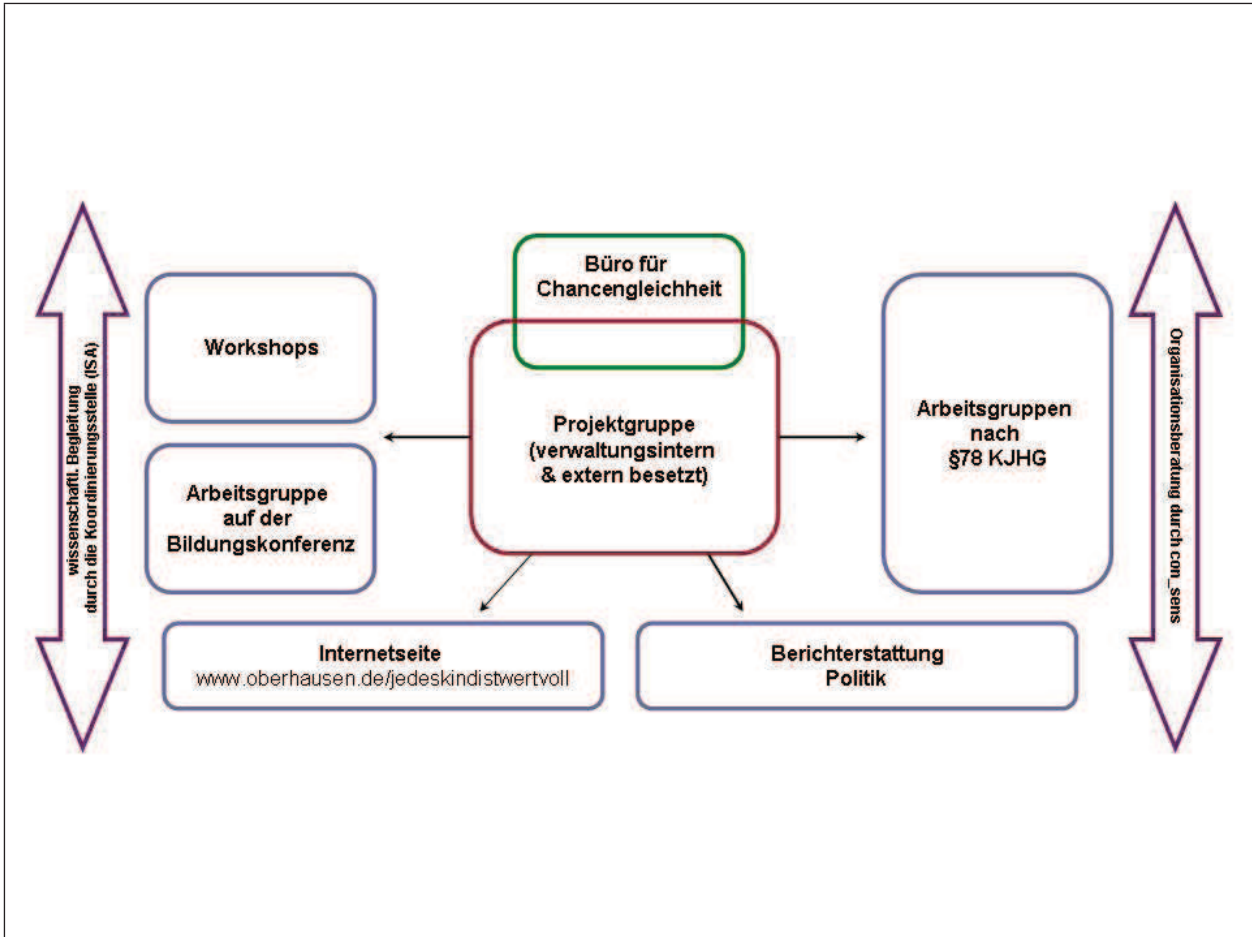 wissenschaftl. Begleitung
durch die Koordinierungsstelle (ISA)
Workshops
Arbeitsgruppe
auf der
Bildungskonferenz
Büro für
Chancengleichheit
Projektgruppe
(verwaltungsintern
& extern besetzt)
Arbeitsgruppen
nach
§78 KJHG
Internetseite
www.oberhausen.de/jedeskindistwertvoll
Berichterstattung
Politik
Organisationsberatung durch con_sens